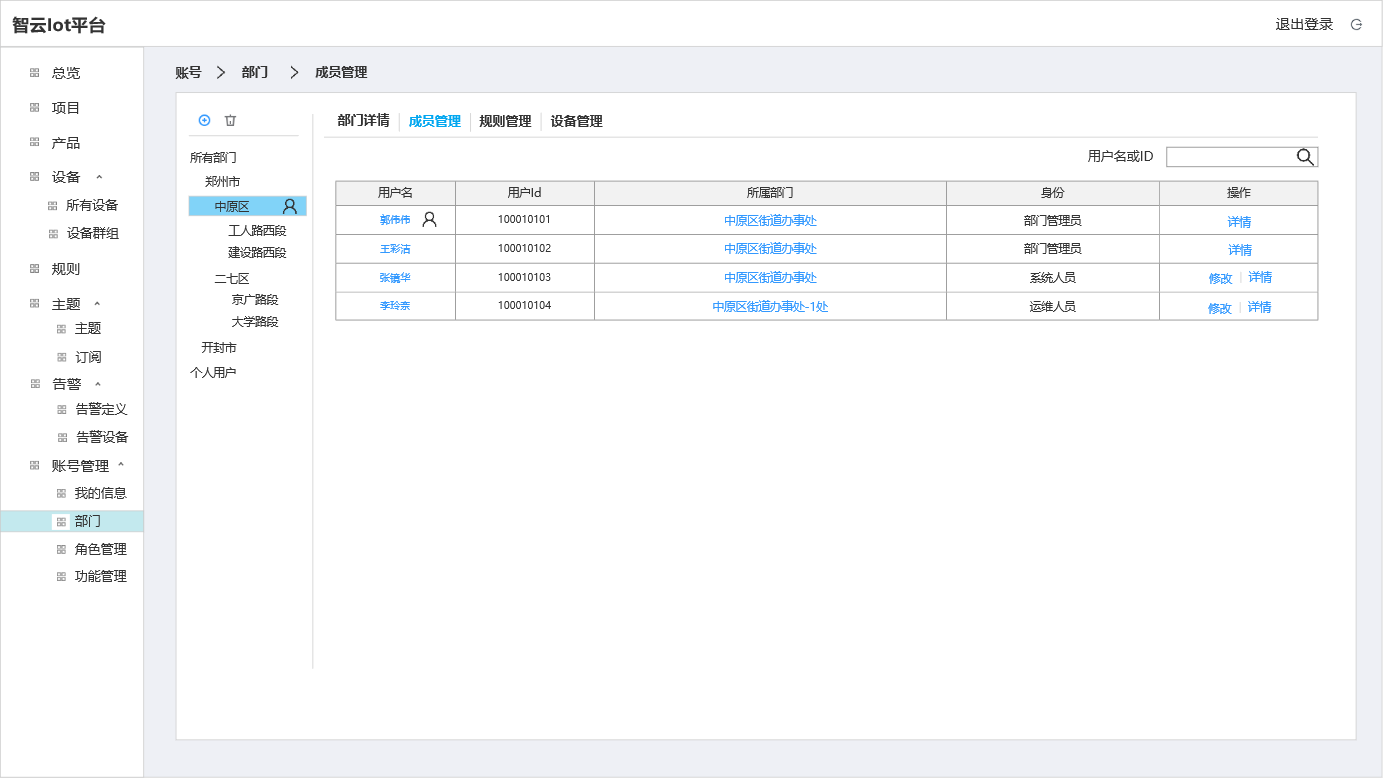 智云Iot平台
退出登录
总览
项目
产品
设备
所有设备
设备群组
规则
主题
主题
订阅
告警
告警定义
告警设备
账号管理
我的信息
部门
角色管理
功能管理
账号 部门 成员管理
所有部门
郑州市
中原区
工人路西段
建设路西段
二七区
京广路段
大学路段
开封市
个人用户
部门详情 成员管理 规则管理 设备管理
用户名或ID
用户名 用户Id 所属部门 身份 操作
郭伟伟 100010101 中原区街道办事处 部门管理员 详情
王彩洁 100010102 中原区街道办事处 部门管理员 详情
张镜华 100010103 中原区街道办事处 系统人员 修改 详情
李玲奈 100010104 中原区街道办事处-1处 运维人员 修改 详情